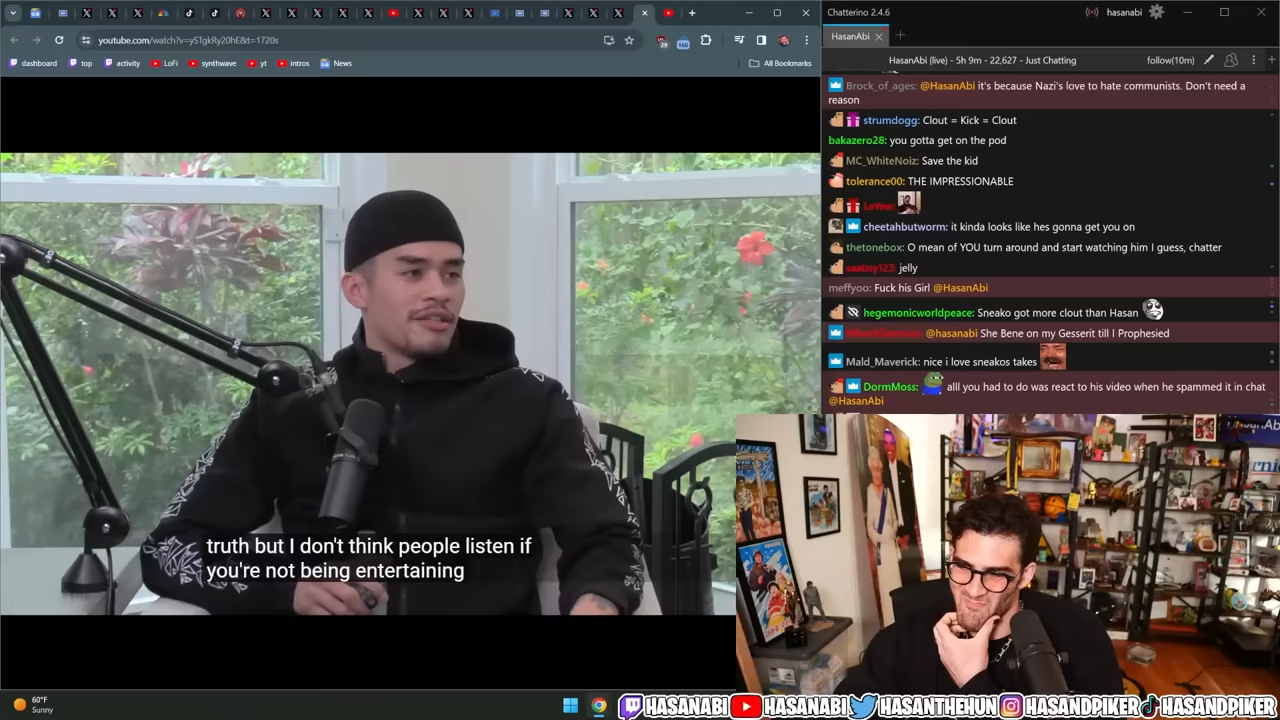 Chatterino 2.4.6
hasanabi
youtube.com/watch?v=ySTgkRy20hE&t=1720s
HasanAbi
dashboard
top
activity
LoFi
synthwave
yt
intros
News
All Bookmarks
HasanAbi (live) - 5h 9m - 22,627 - Just Chatting
follow(10m)
Brock_of_ages: @HasanAbi it's because Nazi's love to hate communists. Don't need a
reason
strumdogg: Clout = Kick = Clout
bakazero28: you gotta get on the pod
MC_WhiteNoiz: Save the kid
tolerance00: THE IMPRESSIONABLE
LeYew:
cheetahbutworm: it kinda looks like hes gonna get you on
thetonebox: O mean of YOU turn around and start watching him I guess, chatter
saabsy123: jelly
meffyoo: Fuck his Girl @HasanAbi
hegemonicworldpeace: Sneako got more clout than Hasan
@hasanabi She Bene on my Gesserit till I Prophesied
Mald_Maverick: nice i love sneakos takes
DormMoss: alll you had to do was react to his video when he spammed it in chat
@HasanAbi
truth but I don't think people listen if
you're not being entertaining
60°F
Sunny
HASANABI
HASANABI
HASANTHEHUN
HASANDPIKER
HASANDPIKER